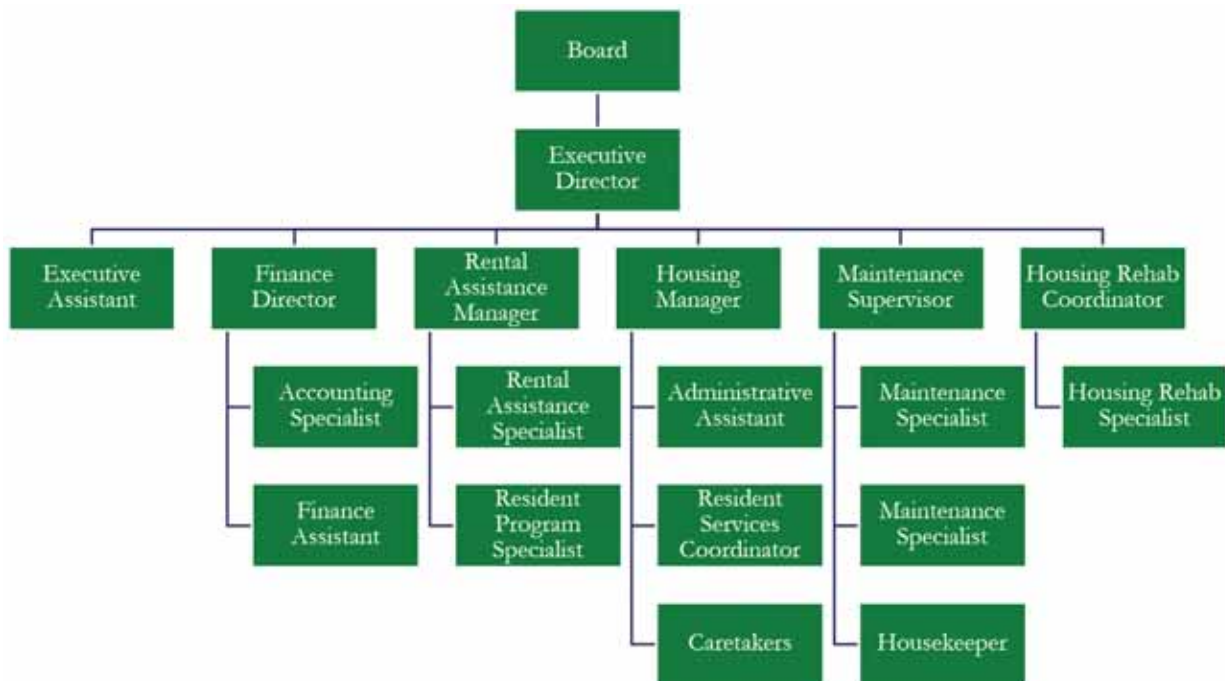 Board
Executive
Director
Executive
Assistant
Finance
Director
Rental
Assistance
Manager
Housing
Manager
Maintenance
Supervisor
Housing Rehab
Coordinator
Accounting
Specialist
Rental
Assistance
Specialist
Administrative
Assistant
Maintenance
Specialist
Housing Rehab
Specialist
Finance
Assistant
Resident
Program
Specialist
Resident
Services
Coordinator
Maintenance
Specialist
Caretakers
Housekeeper